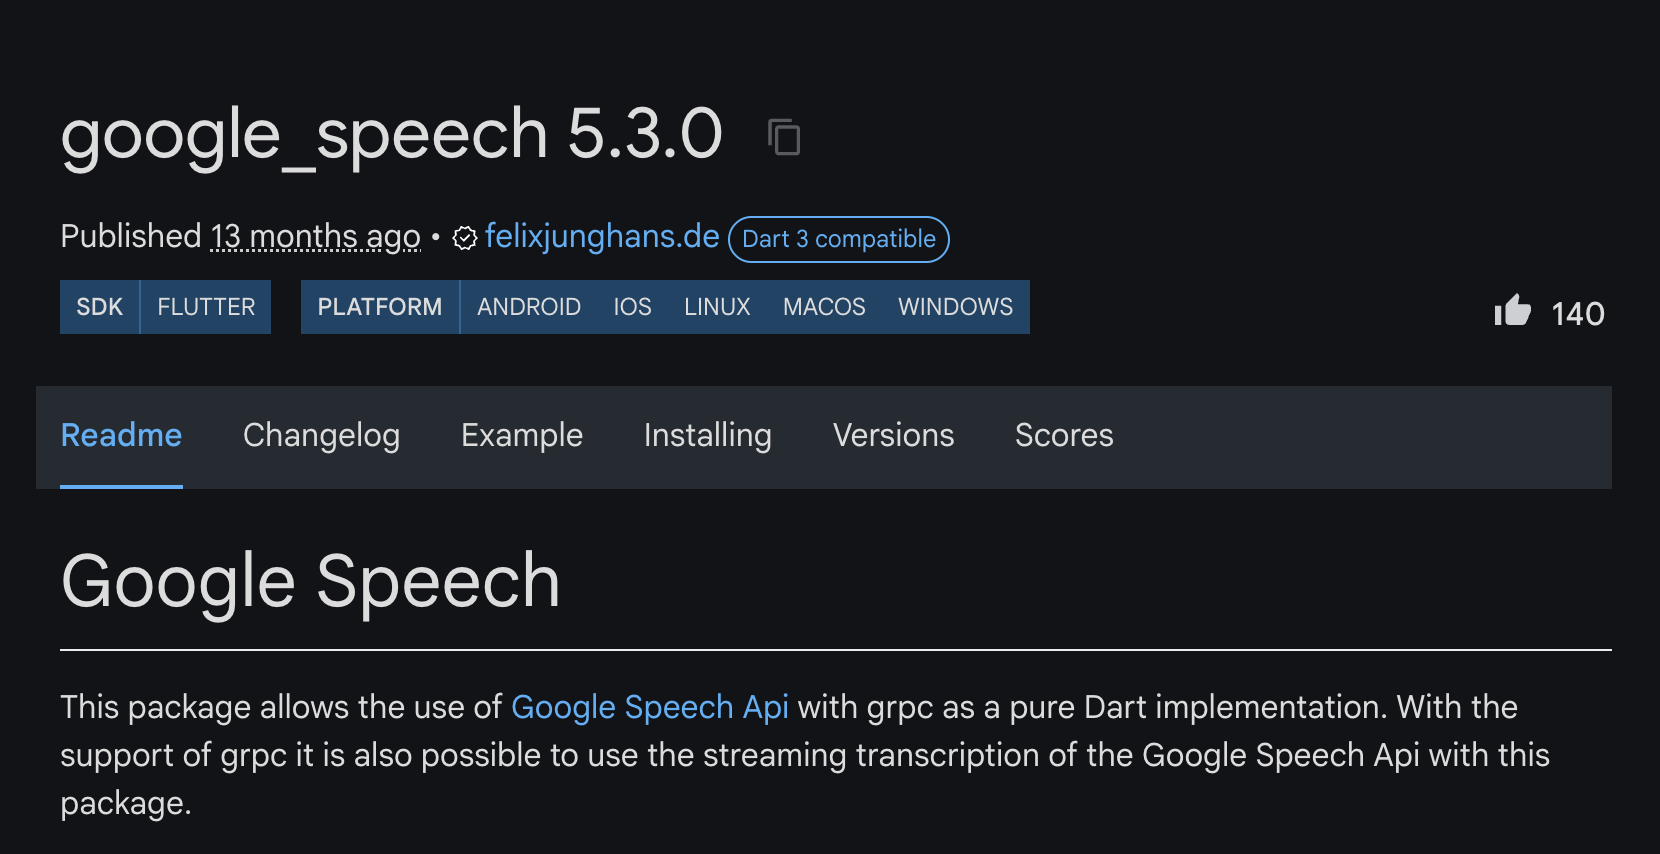 google_speech 5.3.0
Published 13 months ago • felixjunghans.de Dart 3 compatible
SDK FLUTTER PLATFORM ANDROID IOS LINUX MACOS WINDOWS 140
Readme Changelog Example Installing Versions Scores
Google Speech
This package allows the use of Google Speech Api with grpc as a pure Dart implementation. With the
support of grpc it is also possible to use the streaming transcription of the Google Speech Api with this
package.